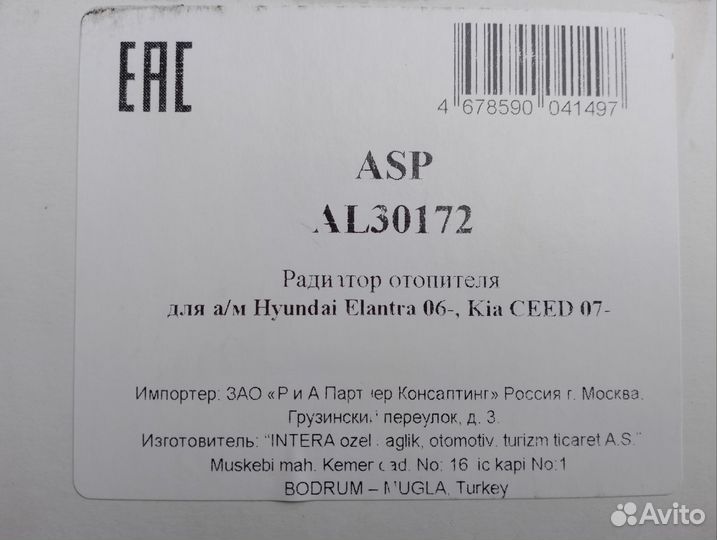 EAC
4 678590 041497
ASP
AL30172
Радиатор отопителя
для а/м Hyundai Elantra 06-, Kia CEED 07-
Импортер: ЗАО «Р и А Партнер Консаптинг» Россия г. Москва.
Грузинский переулок, д. 3.
Изготовитель: "INTERA ozel aglik, otomotiv. turizm ticaret A.S."
Muskebi mah. Kemer cad. No: 16 ic kapi No:1
BODRUM – MUGLA, Turkey
Avito